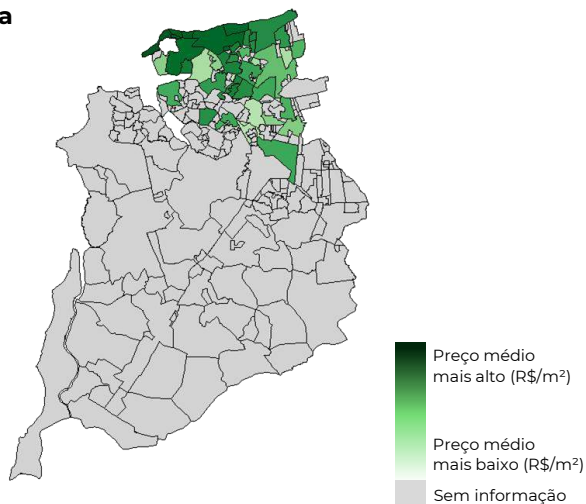 a
Preço médio
mais alto (R$/m²)
Preço médio
mais baixo (R$/m²)
Sem informação